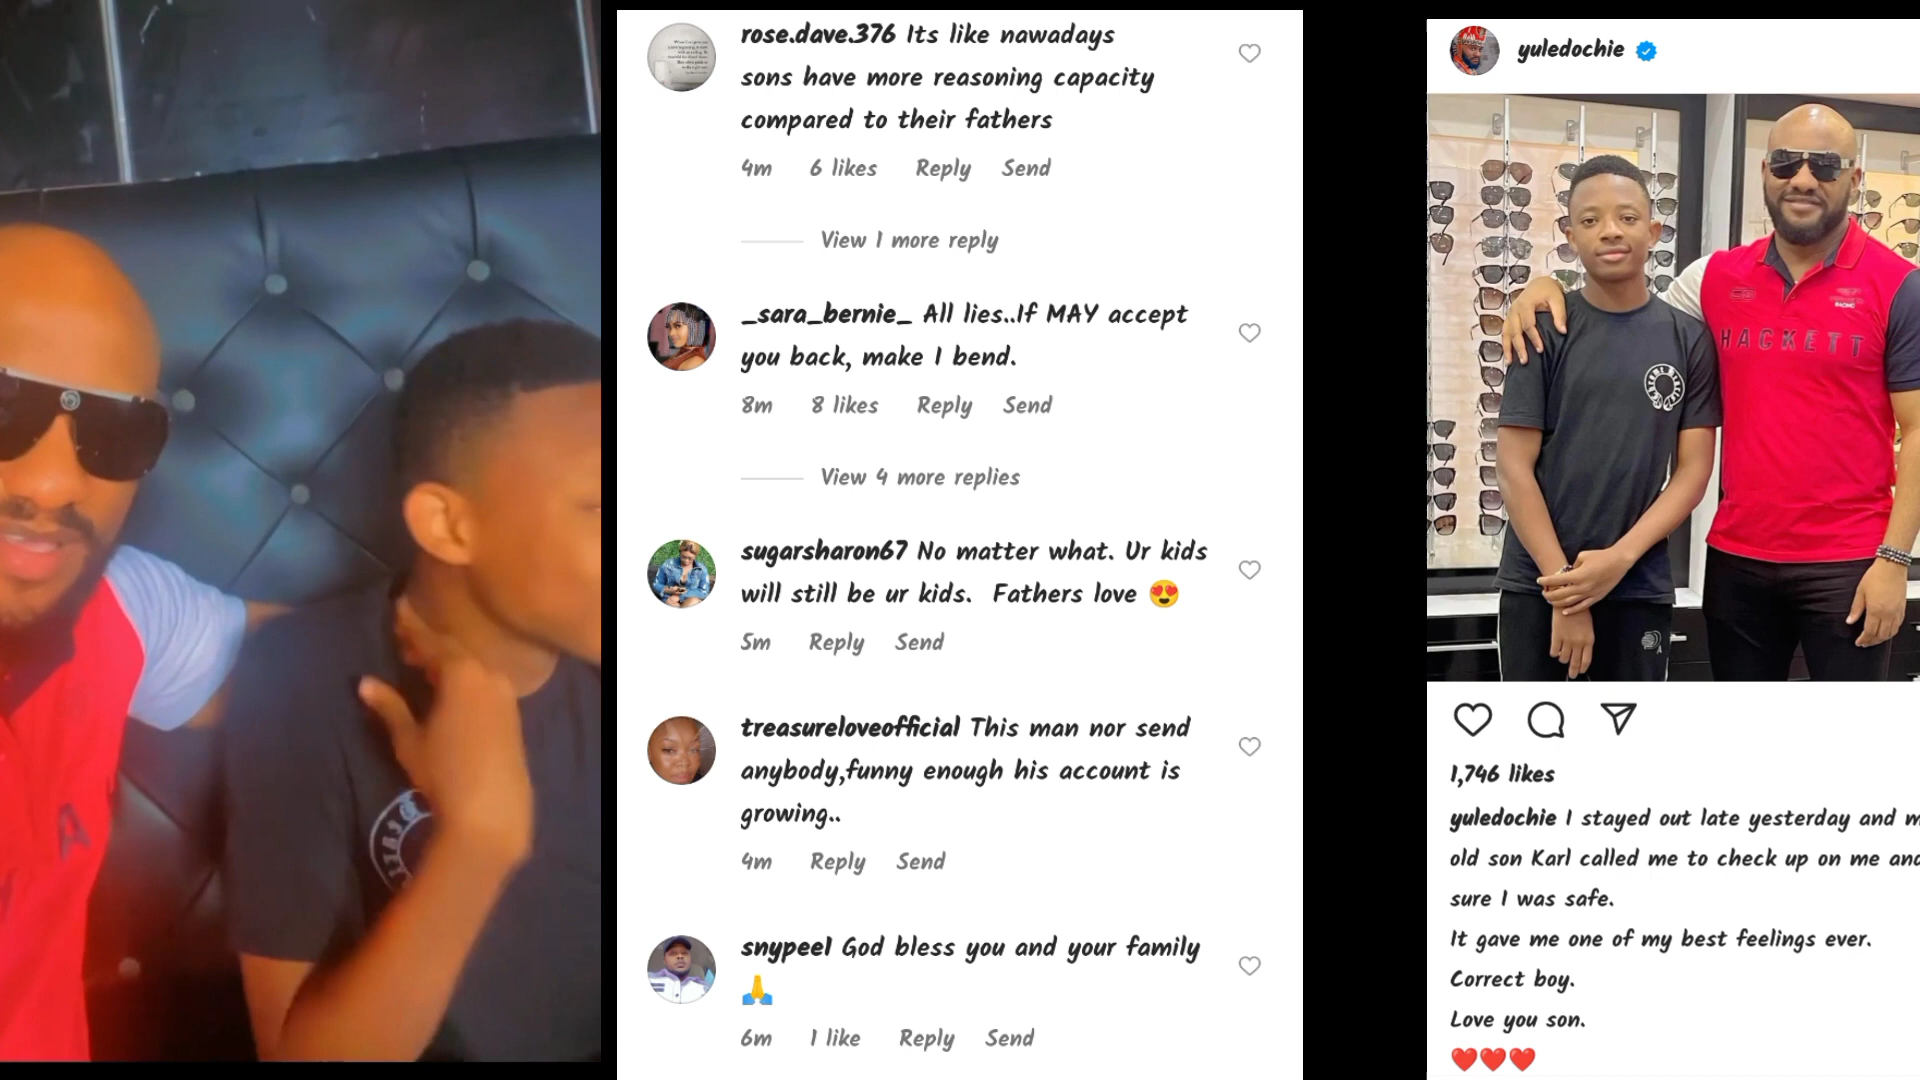 rose.dave.376 Its like nawadays
sons have more reasoning capacity
compared to their fathers
4m 6 likes Reply Send
View 1 more reply
_sara_bernie_ All lies..If MAY accept
you back, make I bend.
8m 8 likes Reply Send
View 4 more replies
sugarsharon67 No matter what. Ur kids
will still be ur kids. Fathers love 😍
5m Reply Send
treasureloveofficial This man nor send
anybody,funny enough his account is
growing..
4m Reply Send
snypeel God bless you and your family
🙏
6m 1 like Reply Send
yuledochie
HACKETT
1,746 likes
yuledochie I stayed out late yesterday and m
old son Karl called me to check up on me and
sure I was safe.
It gave me one of my best feelings ever.
Correct boy.
Love you son.
❤️❤️❤️